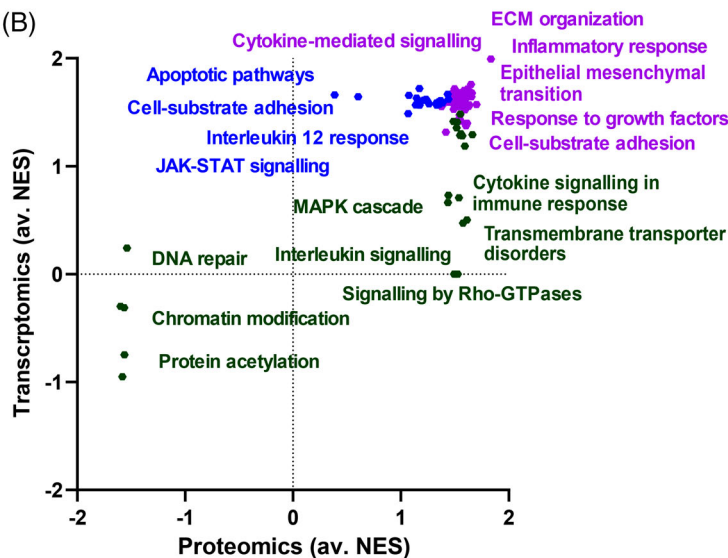 (B)
ECM organization
Cytokine-mediated signalling
Inflammatory response
Apoptotic pathways
Epithelial mesenchymal
transition
Cell-substrate adhesion
Response to growth factors
Interleukin 12 response
Cell-substrate adhesion
JAK-STAT signalling
Cytokine signalling in
immune response
MAPK cascade
Transmembrane transporter
disorders
Interleukin signalling
DNA repair
Signalling by Rho-GTPases
Chromatin modification
Protein acetylation
2
1
0
-1
-2
Transcrptomics (av. NES)
-2 -1 0 1 2
Proteomics (av. NES)